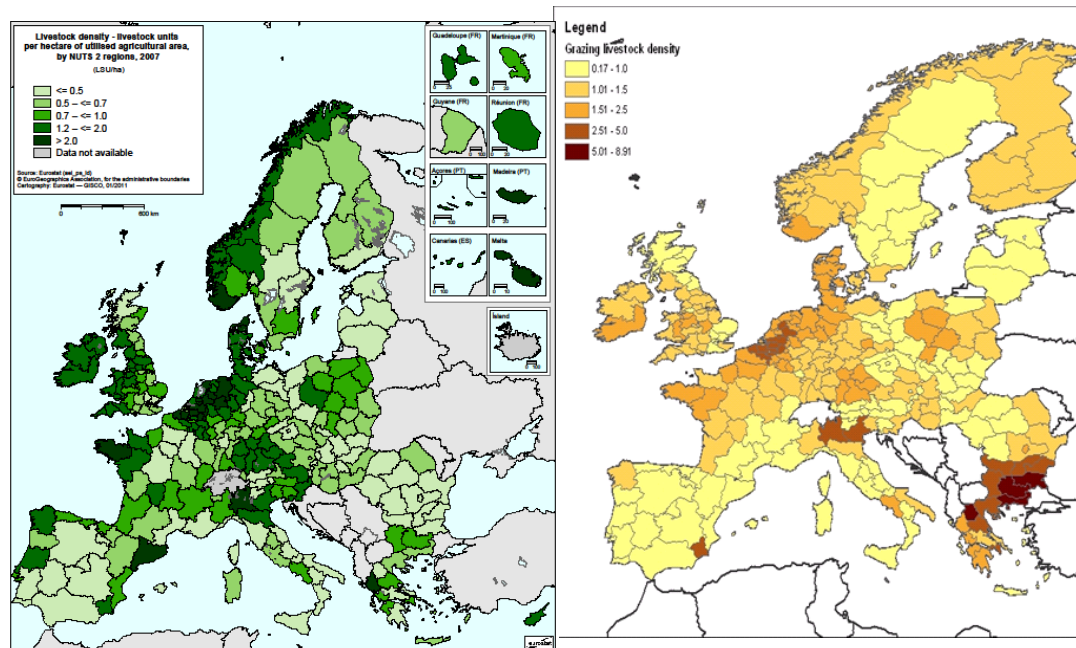 Livestock density - livestock units
per hectare of utilised agricultural area,
by NUTS 2 regions, 2007
(LSU/ha)
<= 0.5
0.5 – <= 0.7
0.7 – <= 1.0
1.2 – <= 2.0
> 2.0
Data not available
© EuroGeographics Association, for the administrative boundaries
Cartography: Eurostat — GISCO, 01/2011
600 km
Guadeloupe (FR)
Martinique (FR)
Guyane (FR)
Réunion (FR)
Açores (PT)
Madeira (PT)
Canarias (ES)
Malta
Ísland
eurostat
Legend
Grazing livestock density
0.17 - 1.0
1.01 - 1.5
1.51 - 2.5
2.51 - 5.0
5.01 - 8.91